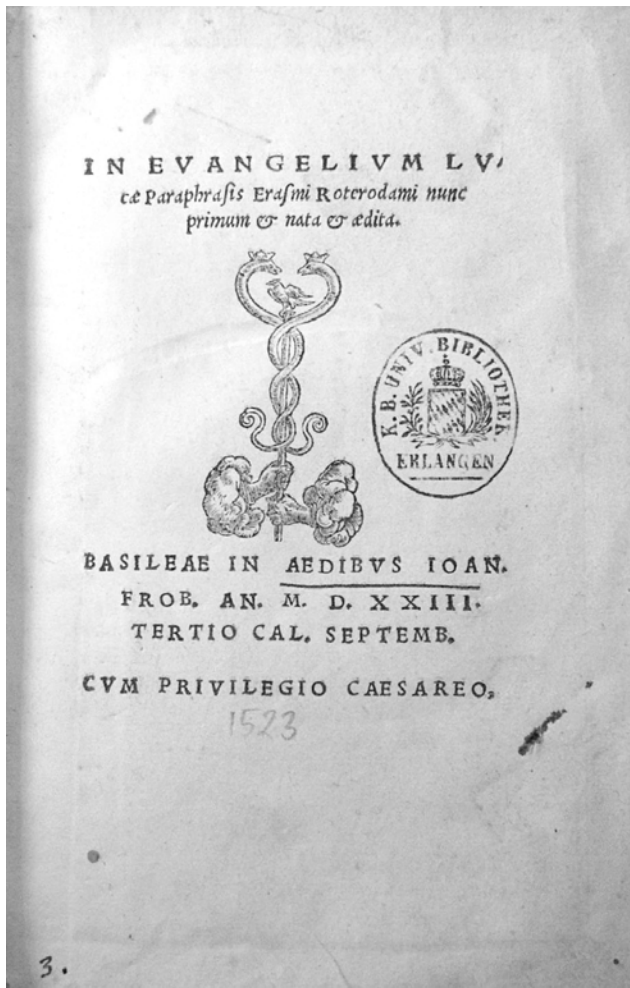 IN EVANGELIVM LV-
cæ Paraphrasis Erasmi Roterodami nunc
primum & nata & ædita.
K. B. UNIV. BIBLIOTHEK
ERLANGEN
BASILEAE IN AEDIBVS IOAN.
FROB. AN. M. D. XXIII.
TERTIO CAL. SEPTEMB.
CVM PRIVILEGIO CAESAREO,
1523
3.